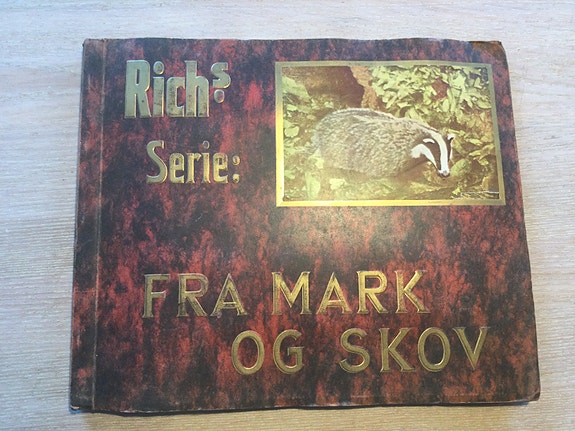 Richs.
Serie:
FRA MARK
OG SKOV